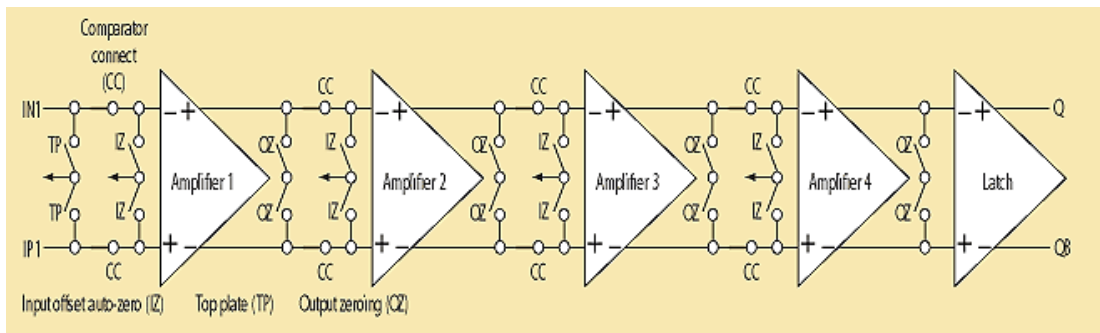 Comparator
connect
(CC)
CC
CC
CC
IN1
Q
TP
IZ
OZ
IZ
OZ
IZ
OZ
IZ
OZ
Amplifier 1
Amplifier 2
Amplifier 3
Amplifier 4
Latch
TP
IZ
OZ
IZ
OZ
IZ
OZ
IZ
OZ
IP1
QB
CC
CC
CC
CC
Input offset auto-zero (IZ)
Top plate (TP)
Output zeroing (OZ)
- +
- +
- +
- +
- +
+ -
+ -
+ -
+ -
+ -